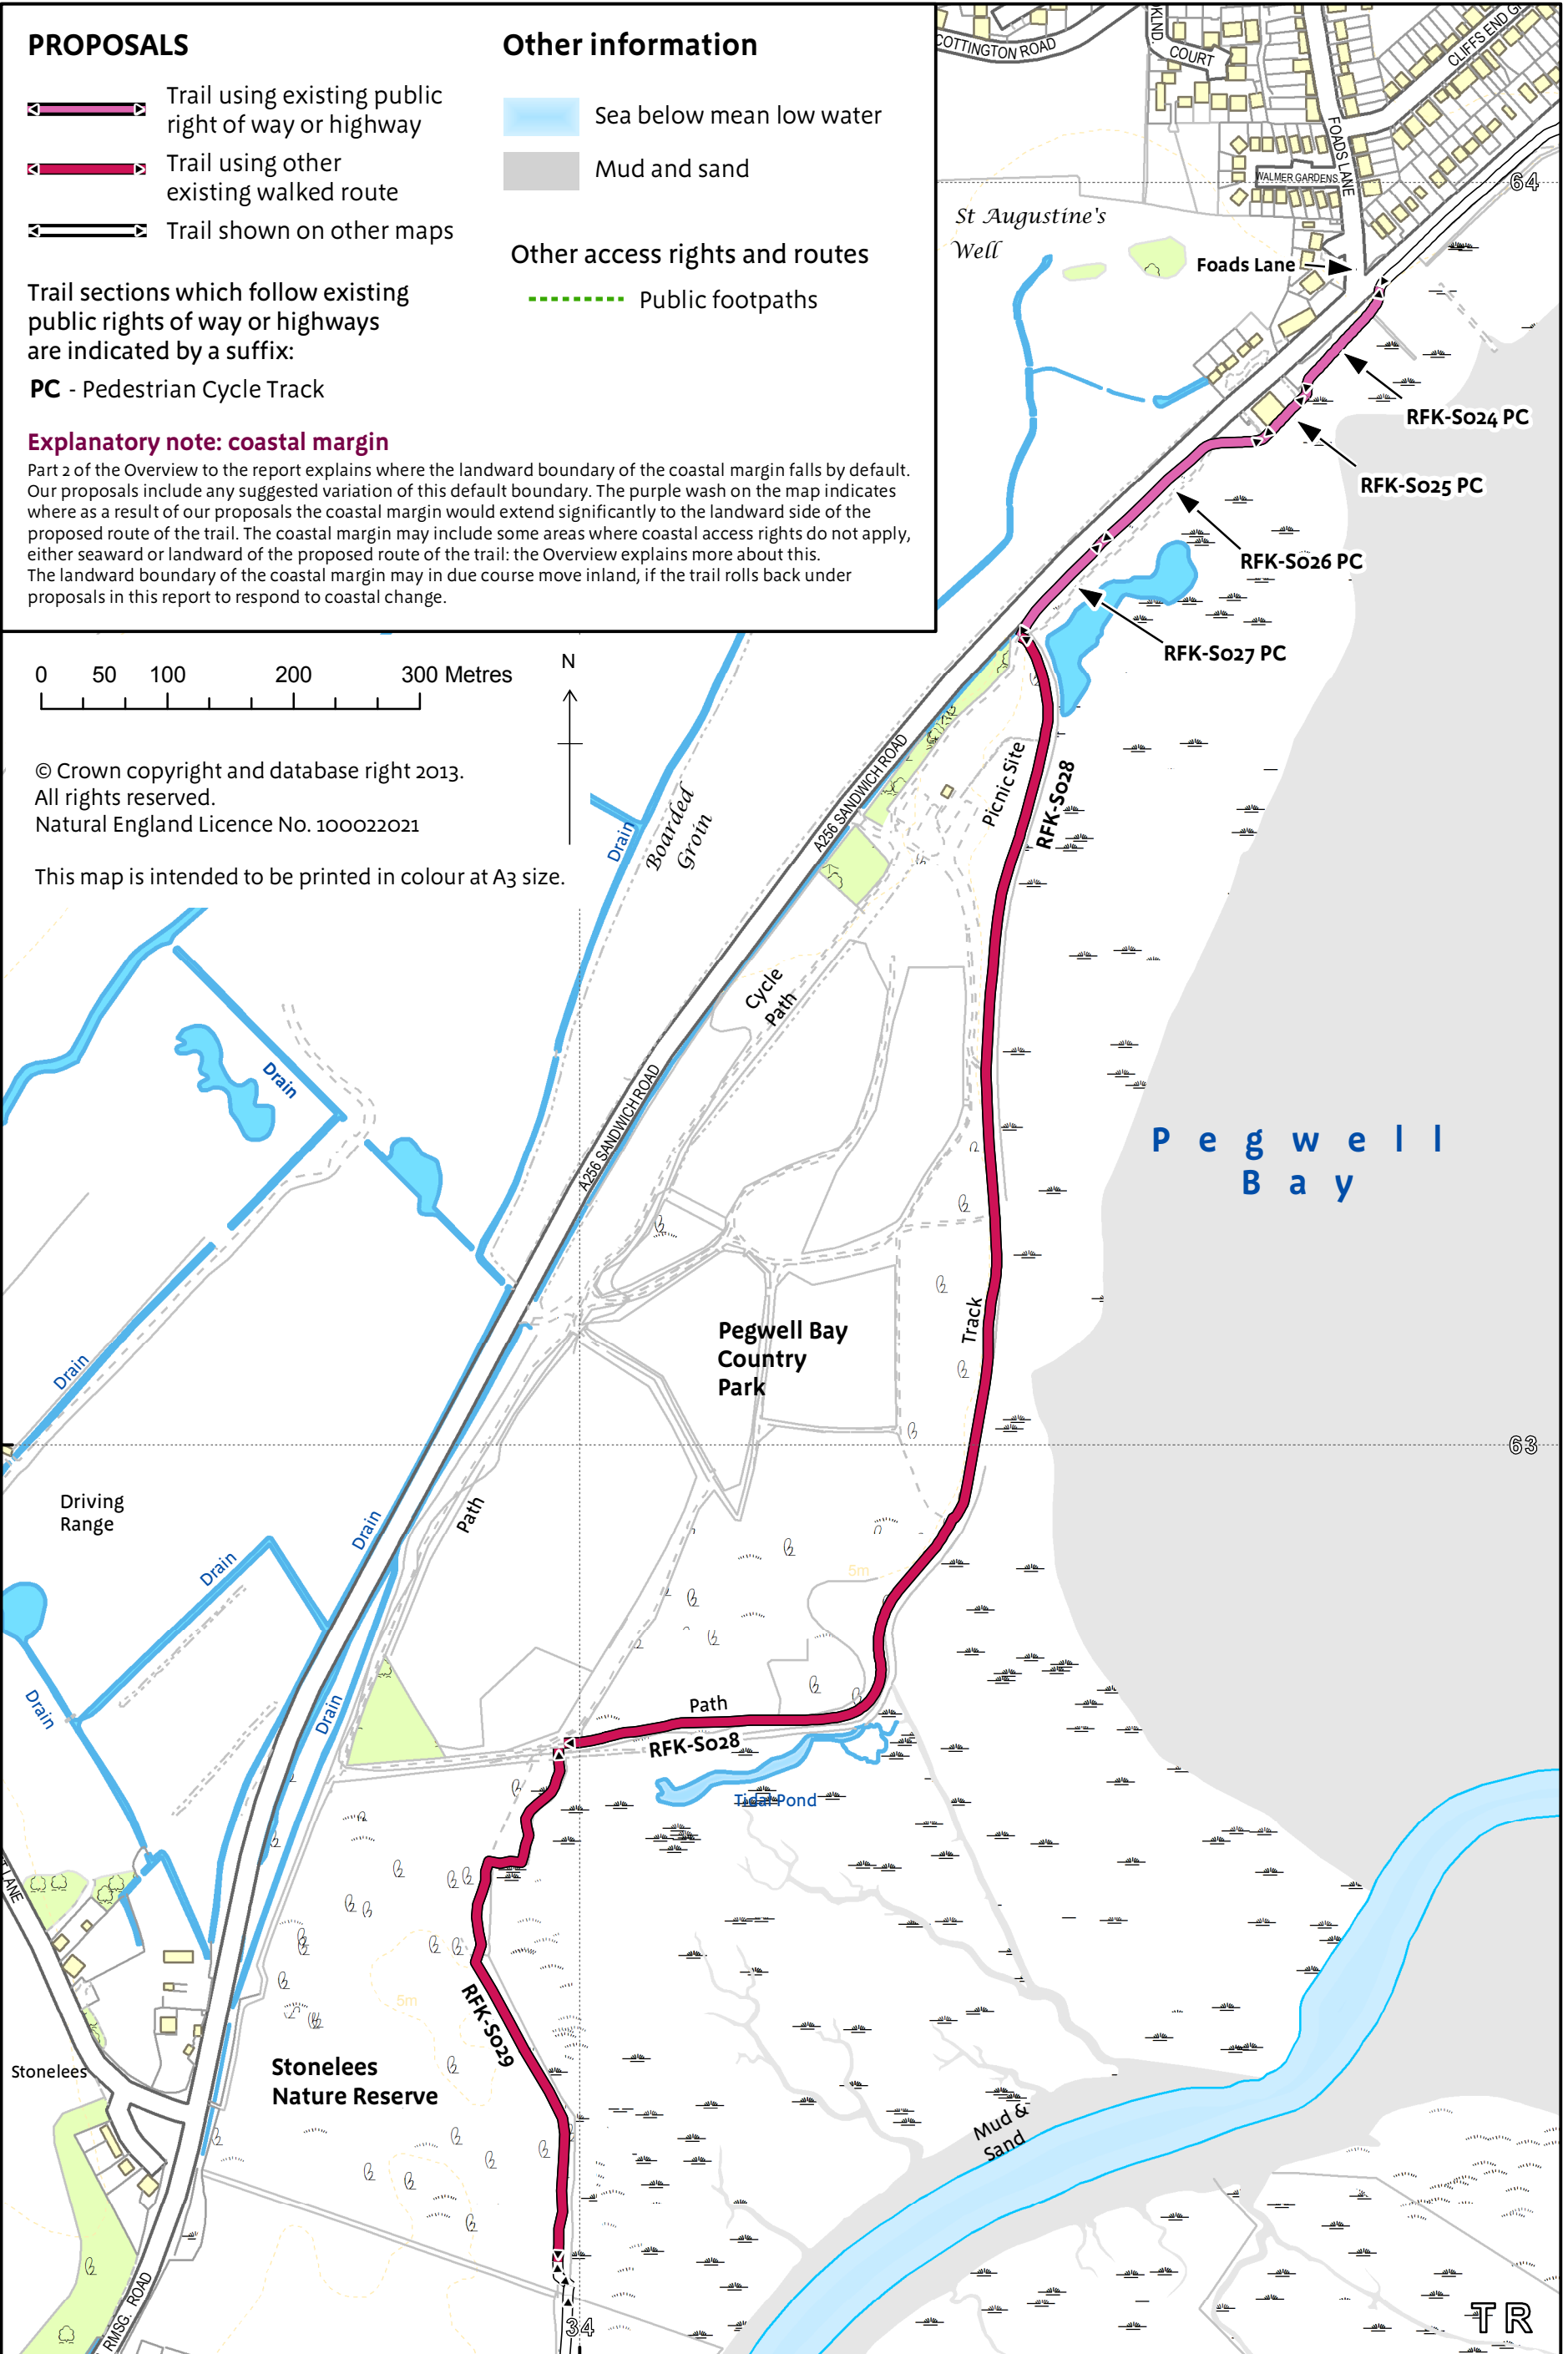 PROPOSALS
Trail using existing public
right of way or highway
Trail using other
existing walked route
Trail shown on other maps
Trail sections which follow existing
public rights of way or highways
are indicated by a suffix:
PC - Pedestrian Cycle Track
Other information
Sea below mean low water
Mud and sand
Other access rights and routes
Public footpaths
Explanatory note: coastal margin
Part 2 of the Overview to the report explains where the landward boundary of the coastal margin falls by default.
Our proposals include any suggested variation of this default boundary. The purple wash on the map indicates
where as a result of our proposals the coastal margin would extend significantly to the landward side of the
proposed route of the trail. The coastal margin may include some areas where coastal access rights do not apply,
either seaward or landward of the proposed route of the trail: the Overview explains more about this.
The landward boundary of the coastal margin may in due course move inland, if the trail rolls back under
proposals in this report to respond to coastal change.
0 50 100 200 300 Metres
N
© Crown copyright and database right 2013.
All rights reserved.
Natural England Licence No. 100022021
This map is intended to be printed in colour at A3 size.
COTTINGTON ROAD
KLND.
COURT
CLIFFS END G
FOADS LANE
WALMER GARDENS
64
St Augustine's
Well
Foads Lane
RFK-S024 PC
RFK-S025 PC
RFK-S026 PC
RFK-S027 PC
A256 SANDWICH ROAD
Picnic Site
RFK-S028
Drain
Boarded
Groin
Cycle
Path
Drain
A256 SANDWICH ROAD
Pegwell
Bay
Track
Pegwell Bay
Country
Park
Drain
63
Driving
Range
Path
Drain
Drain
5m
Drain
Drain
Path
RFK-S028
Tidal Pond
T LANE
5m
RFK-S029
Stonelees
Stonelees
Nature Reserve
Mud &
Sand
RMSG. ROAD
34
TR